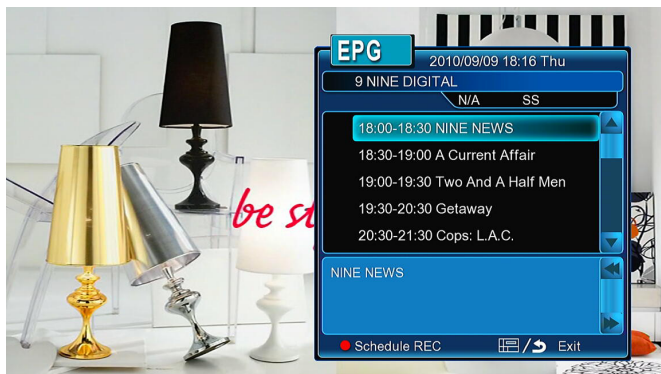 EPG
2010/09/09 18:16 Thu
9 NINE DIGITAL
N/A SS
18:00-18:30 NINE NEWS
18:30-19:00 A Current Affair
19:00-19:30 Two And A Half Men
19:30-20:30 Getaway
20:30-21:30 Cops: L.A.C.
be st
NINE NEWS
Schedule REC
/ Exit